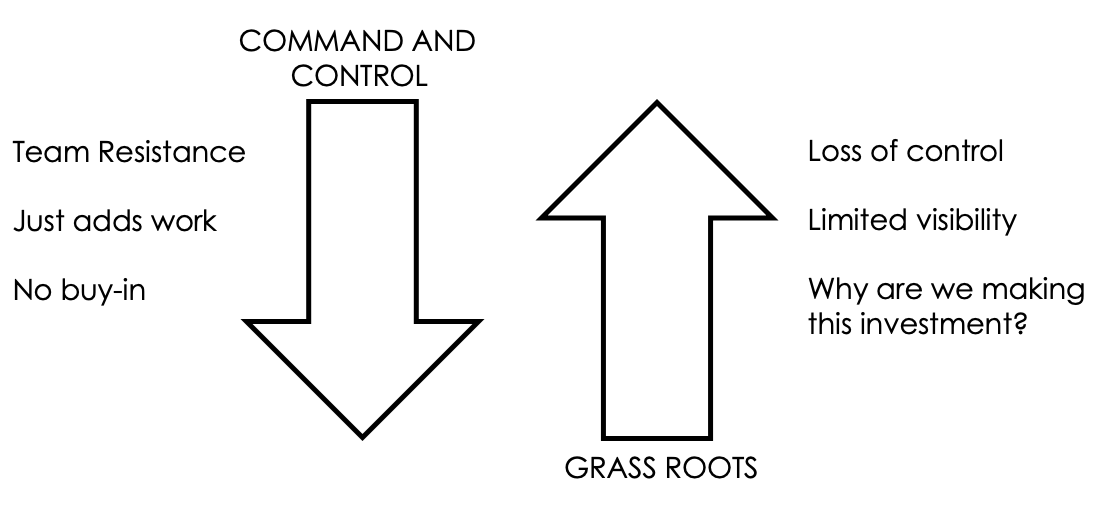 COMMAND AND
CONTROL
Team Resistance
Just adds work
No buy-in
Loss of control
Limited visibility
Why are we making
this investment?
GRASS ROOTS